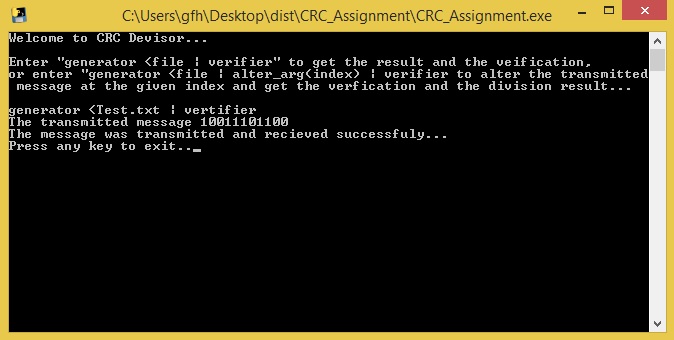 C:\Users\gfh\Desktop\dist\CRC_Assignment\CRC_Assignment.exe
Welcome to CRC Devisor...
Enter "generator <file | verifier" to get the result and the veification,
or enter "generator <file | alter_arg(index) | verifier to alter the transmitted
message at the given index and get the verfication and the division result...
generator <Test.txt | vertifier
The transmitted message 10011101100
The message was transmitted and recieved successfuly...
Press any key to exit.._